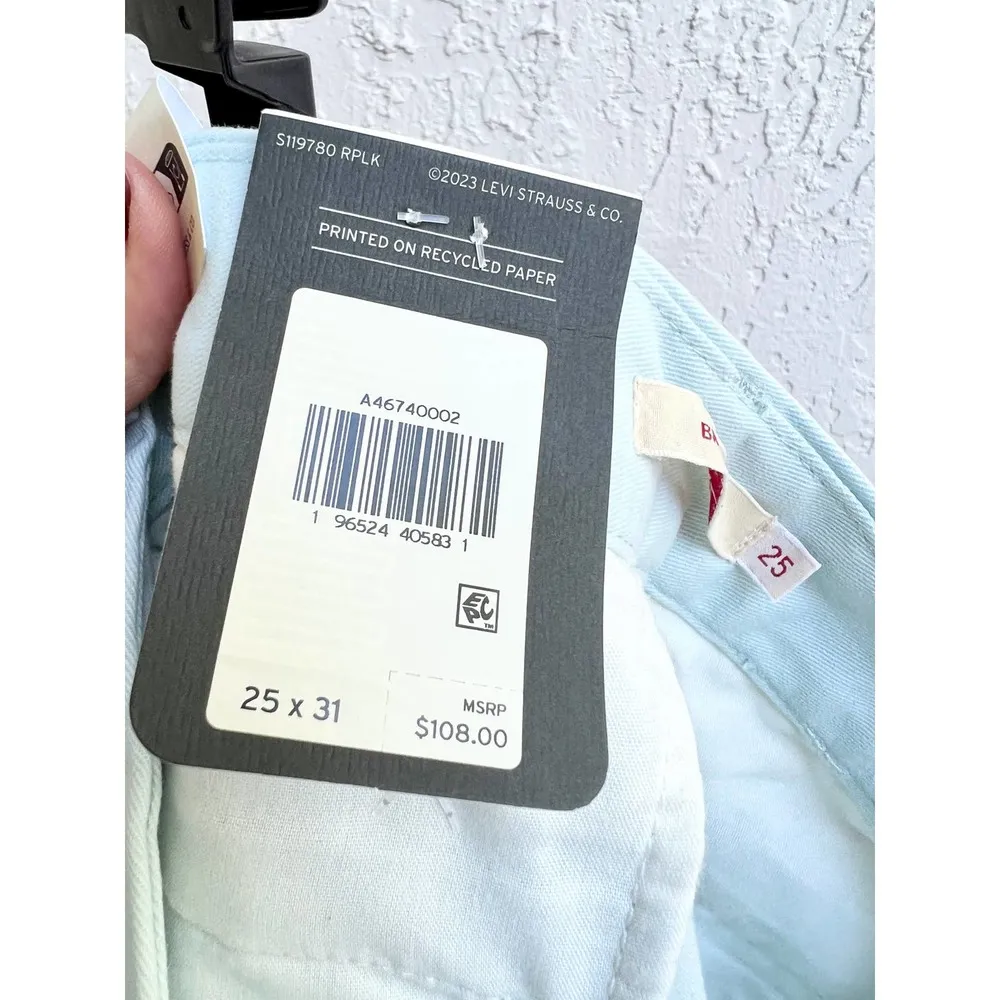 S119780 RPLK
©2023 LEVI STRAUSS & CO.
PRINTED ON RECYCLED PAPER
A46740002
1 96524 40583 1
EPC™
25 x 31
MSRP
$108.00
25